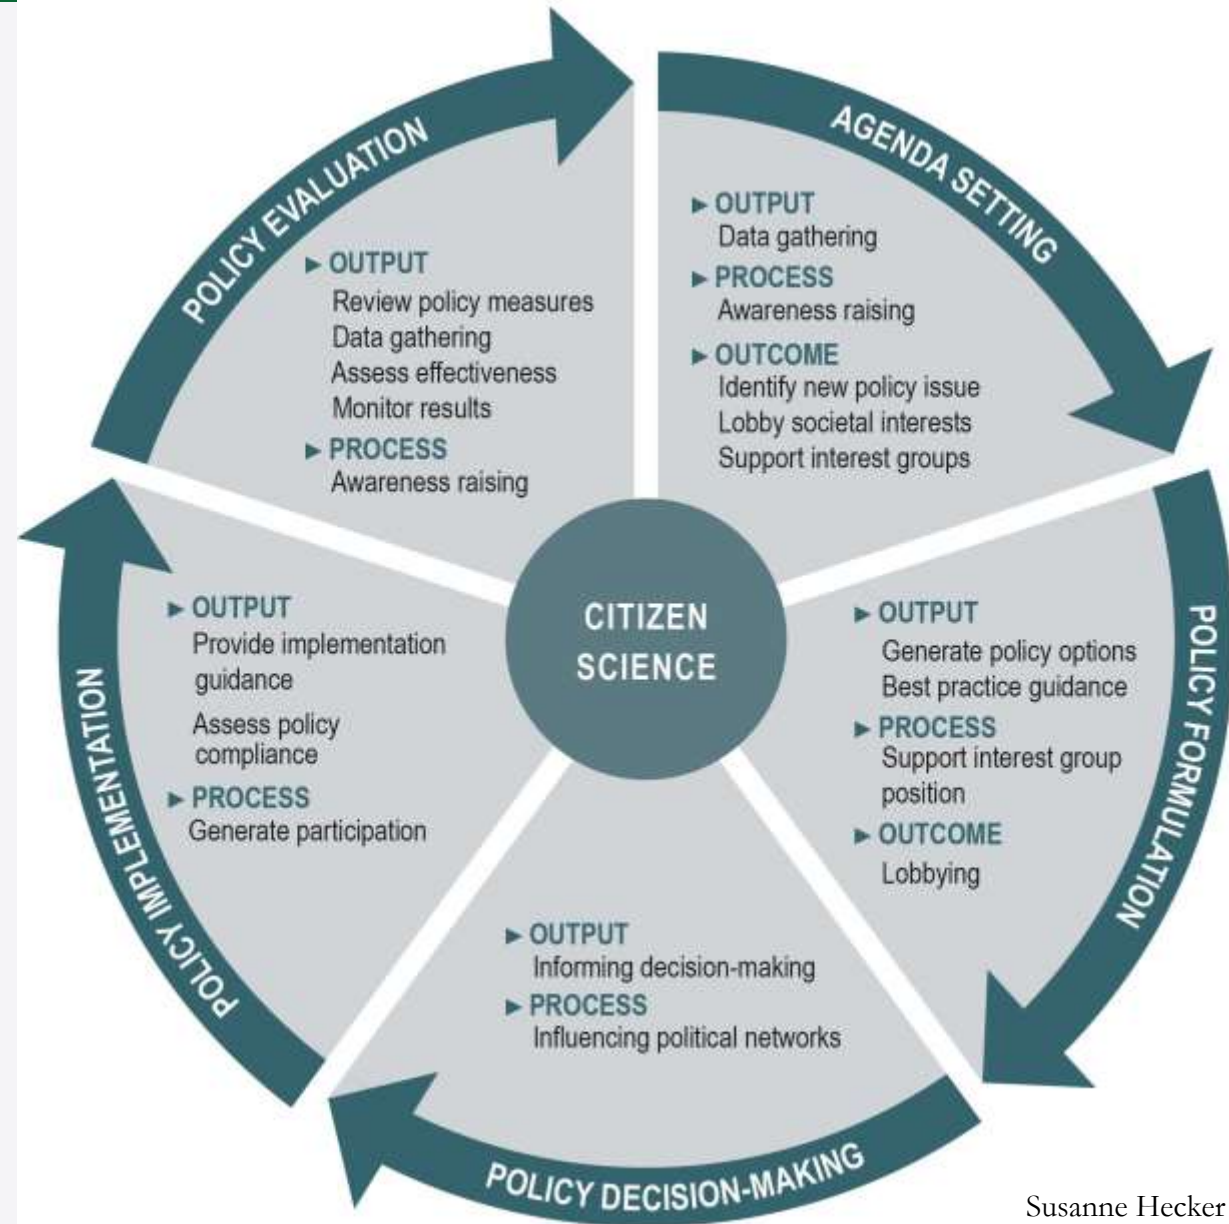 AGENDA SETTING
► OUTPUT
Data gathering
► PROCESS
Awareness raising
► OUTCOME
Identify new policy issue
Lobby societal interests
Support interest groups
POLICY FORMULATION
► OUTPUT
Generate policy options
Best practice guidance
► PROCESS
Support interest group
position
► OUTCOME
Lobbying
POLICY DECISION-MAKING
► OUTPUT
Informing decision-making
► PROCESS
Influencing political networks
POLICY IMPLEMENTATION
► OUTPUT
Provide implementation
guidance
Assess policy
compliance
► PROCESS
Generate participation
POLICY EVALUATION
► OUTPUT
Review policy measures
Data gathering
Assess effectiveness
Monitor results
► PROCESS
Awareness raising
CITIZEN
SCIENCE
Susanne Hecker